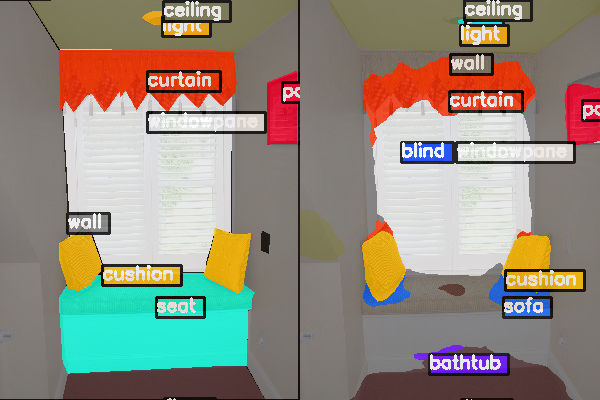 ceiling
light
curtain
windowpane
wall
cushion
seat
ceiling
light
wall
curtain
blind
windowpane
cushion
sofa
bathtub